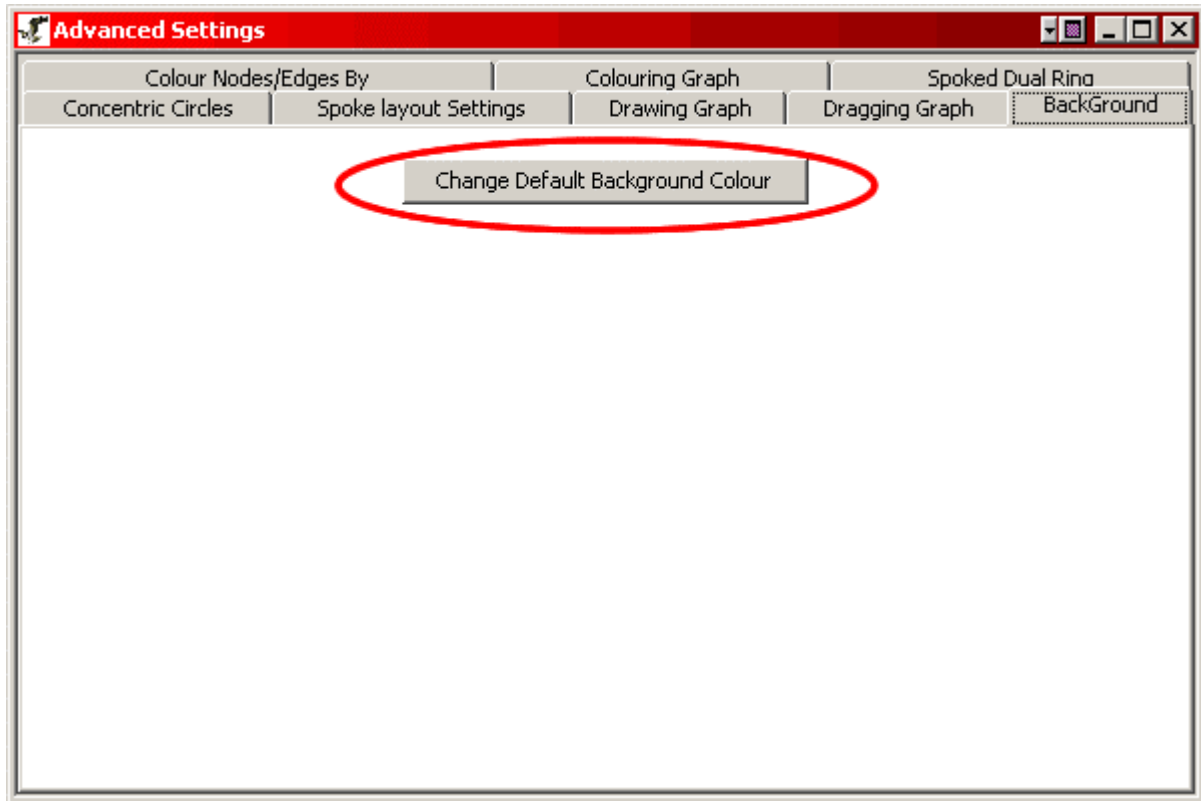 Advanced Settings
Colour Nodes/Edges By Colouring Graph Spoked Dual Ring
Concentric Circles Spoke layout Settings Drawing Graph Dragging Graph BackGround
Change Default Background Colour